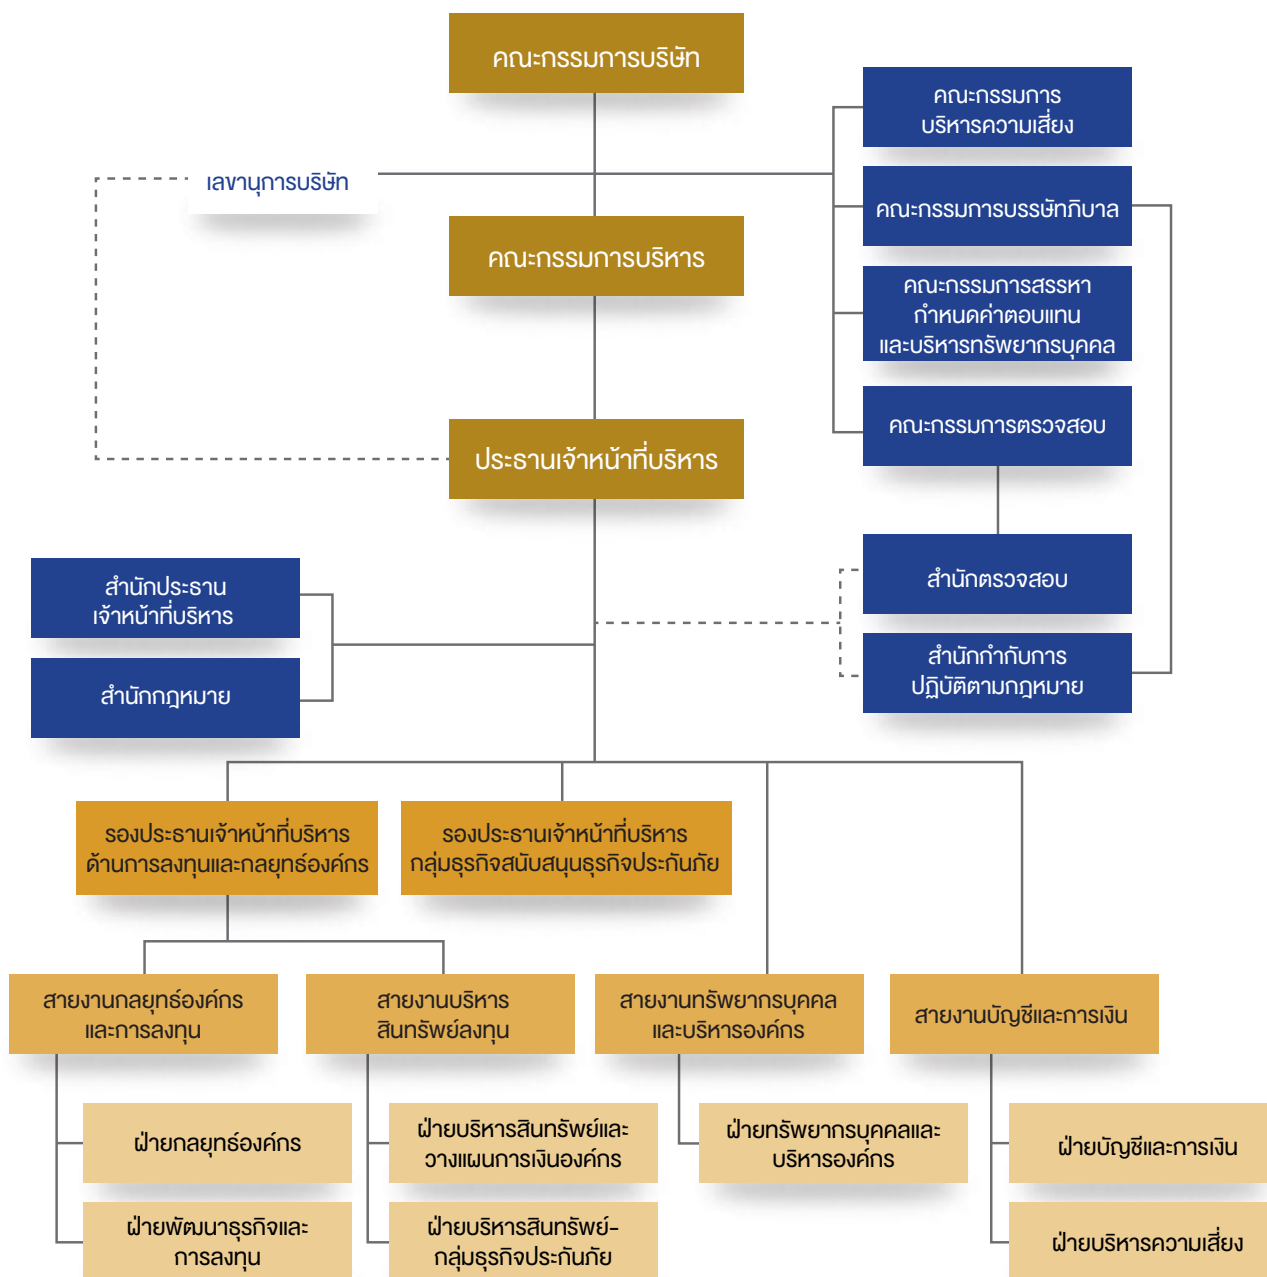 คณะกรรมการบริษัท
คณะกรรมการ
บริหารความเสี่ยง
เลขานุการบริษัท
คณะกรรมการบรรษัทภิบาล
คณะกรรมการบริหาร
คณะกรรมการสรรหา
กำหนดค่าตอบแทน
และบริหารทรัพยากรบุคคล
คณะกรรมการตรวจสอบ
ประธานเจ้าหน้าที่บริหาร
สำนักประธาน
เจ้าหน้าที่บริหาร
สำนักตรวจสอบ
สำนักกฎหมาย
สำนักกำกับการ
ปฏิบัติตามกฎหมาย
รองประธานเจ้าหน้าที่บริหาร
ด้านการลงทุนและกลยุทธ์องค์กร
รองประธานเจ้าหน้าที่บริหาร
กลุ่มธุรกิจสนับสนุนธุรกิจประกันภัย
สายงานกลยุทธ์องค์กร
และการลงทุน
สายงานบริหาร
สินทรัพย์ลงทุน
สายงานทรัพยากรบุคคล
และบริหารองค์กร
สายงานบัญชีและการเงิน
ฝ่ายกลยุทธ์องค์กร
ฝ่ายบริหารสินทรัพย์และ
วางแผนการเงินองค์กร
ฝ่ายทรัพยากรบุคคลและ
บริหารองค์กร
ฝ่ายบัญชีและการเงิน
ฝ่ายพัฒนาธุรกิจและ
การลงทุน
ฝ่ายบริหารสินทรัพย์-
กลุ่มธุรกิจประกันภัย
ฝ่ายบริหารความเสี่ยง